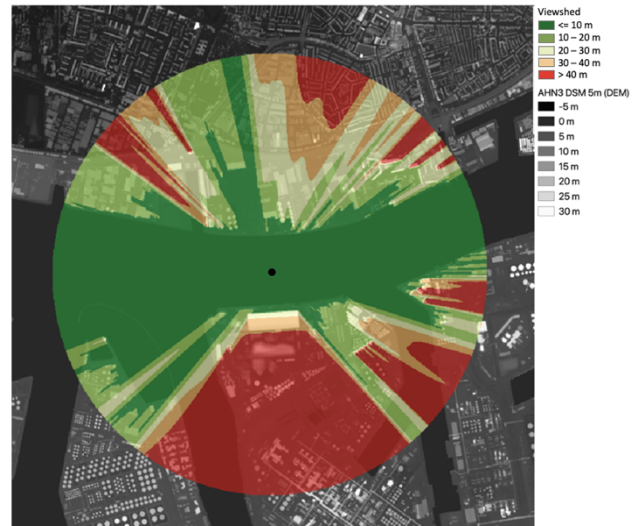 Viewshed
<= 10 m
10 – 20 m
20 – 30 m
30 – 40 m
> 40 m
AHN3 DSM 5m (DEM)
-5 m
0 m
5 m
10 m
15 m
20 m
25 m
30 m